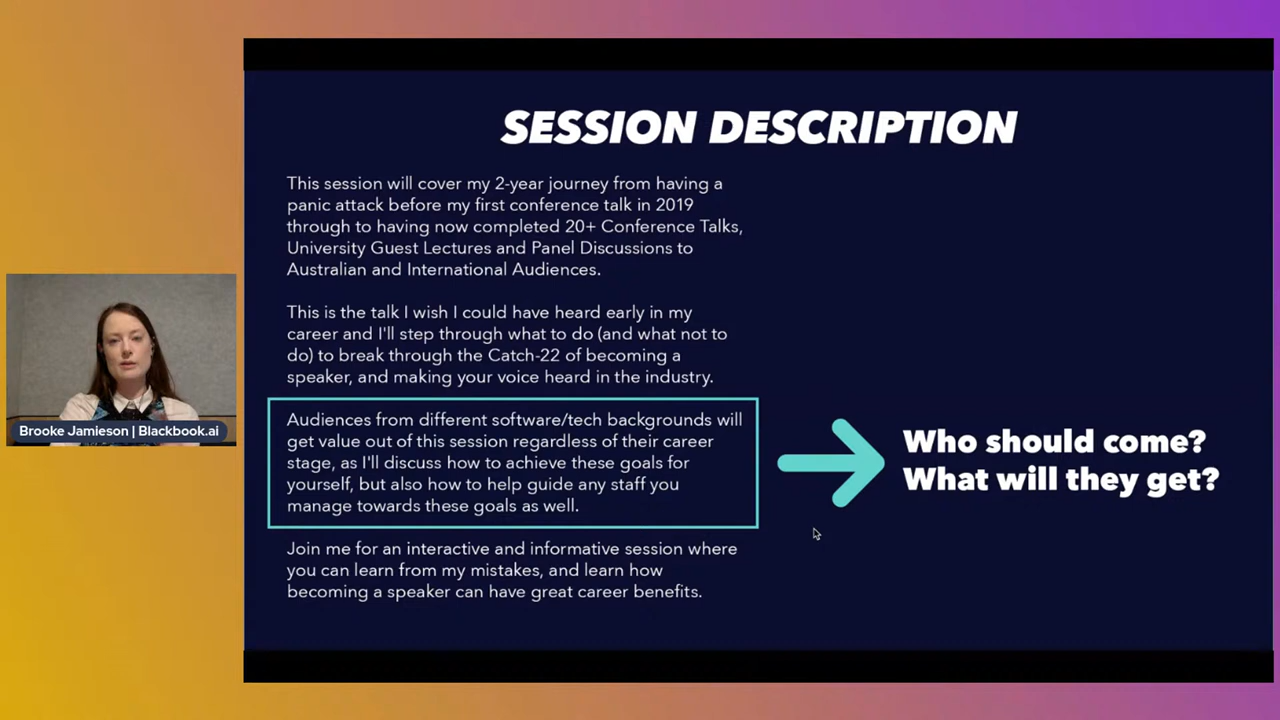 SESSION DESCRIPTION
This session will cover my 2-year journey from having a
panic attack before my first conference talk in 2019
through to having now completed 20+ Conference Talks,
University Guest Lectures and Panel Discussions to
Australian and International Audiences.
This is the talk I wish I could have heard early in my
career and I'll step through what to do (and what not to
do) to break through the Catch-22 of becoming a
speaker, and making your voice heard in the industry.
Audiences from different software/tech backgrounds will
get value out of this session regardless of their career
stage, as I'll discuss how to achieve these goals for
yourself, but also how to help guide any staff you
manage towards these goals as well.
Join me for an interactive and informative session where
you can learn from my mistakes, and learn how
becoming a speaker can have great career benefits.
Who should come?
What will they get?
Brooke Jamieson | Blackbook.ai